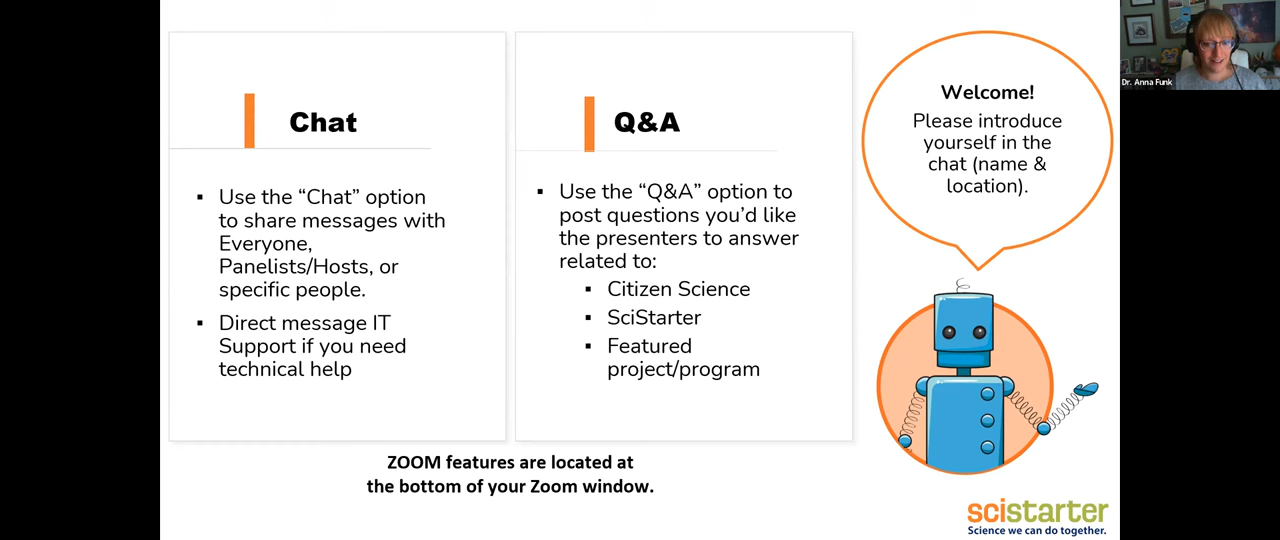 Chat
Use the “Chat” option
to share messages with
Everyone,
Panelists/Hosts, or
specific people.
Direct message IT
Support if you need
technical help
Q&A
Use the “Q&A” option to
post questions you’d like
the presenters to answer
related to:
Citizen Science
SciStarter
Featured
project/program
ZOOM features are located at
the bottom of your Zoom window.
Welcome!
Please introduce
yourself in the
chat (name &
location).
scistarter
Science we can do together.
Dr. Anna Funk